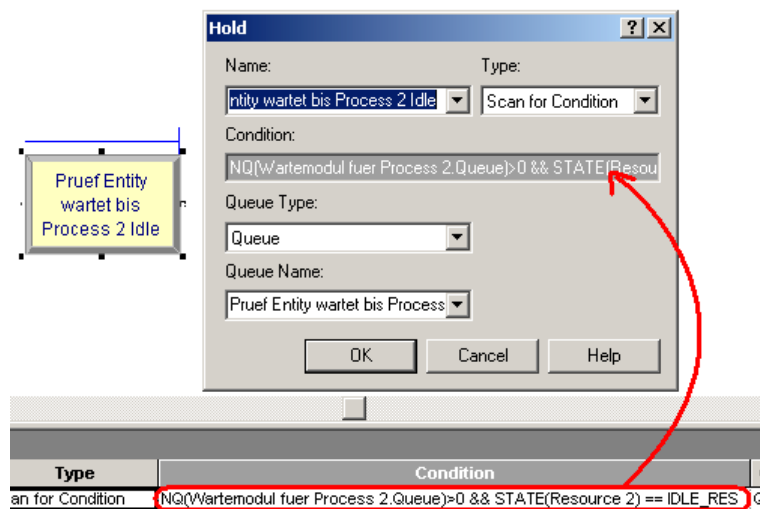 Hold
Name:
Type:
ntity wartet bis Process 2 Idle
Scan for Condition
Condition:
NQ(Wartemodul fuer Process 2.Queue)>0 && STATE(Resou
Queue Type:
Queue
Queue Name:
Pruef Entity wartet bis Process
OK
Cancel
Help
Pruef Entity
wartet bis
Process 2 Idle
Type
Condition
an for Condition
NQ(Wartemodul fuer Process 2.Queue)>0 && STATE(Resource 2) == IDLE_RES